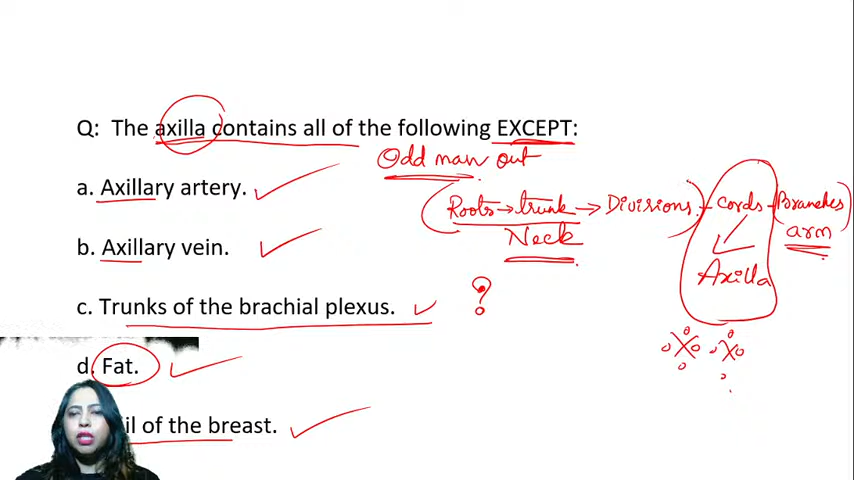 Q: The axilla contains all of the following EXCEPT:
Odd man out
a. Axillary artery.
Roots → trunk → Divisions - cords - Branches
Neck
arm
b. Axillary vein.
Axilla
c. Trunks of the brachial plexus. ?
d. Fat.
il of the breast.